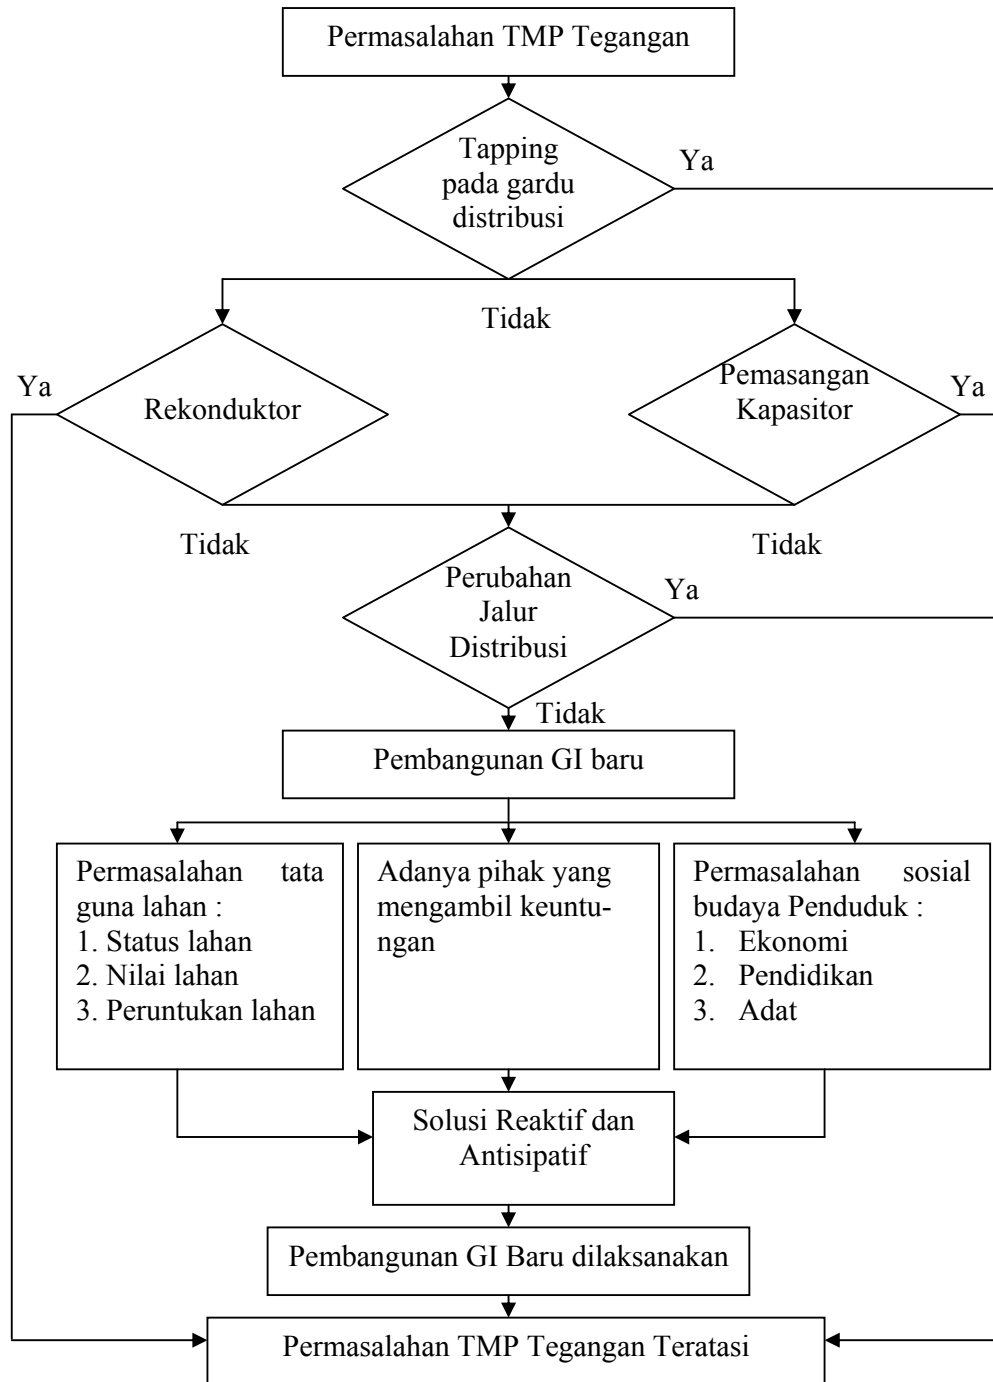 Permasalahan TMP Tegangan
Tapping
pada gardu
distribusi
Ya
Tidak
Ya
Rekonduktor
Pemasangan
Kapasitor
Ya
Tidak
Tidak
Perubahan
Jalur
Distribusi
Ya
Tidak
Pembangunan GI baru
Permasalahan tata
guna lahan :
1. Status lahan
2. Nilai lahan
3. Peruntukan lahan
Adanya pihak yang
mengambil keuntu-
ngan
Permasalahan sosial
budaya Penduduk :
1. Ekonomi
2. Pendidikan
3. Adat
Solusi Reaktif dan
Antisipatif
Pembangunan GI Baru dilaksanakan
Permasalahan TMP Tegangan Teratasi